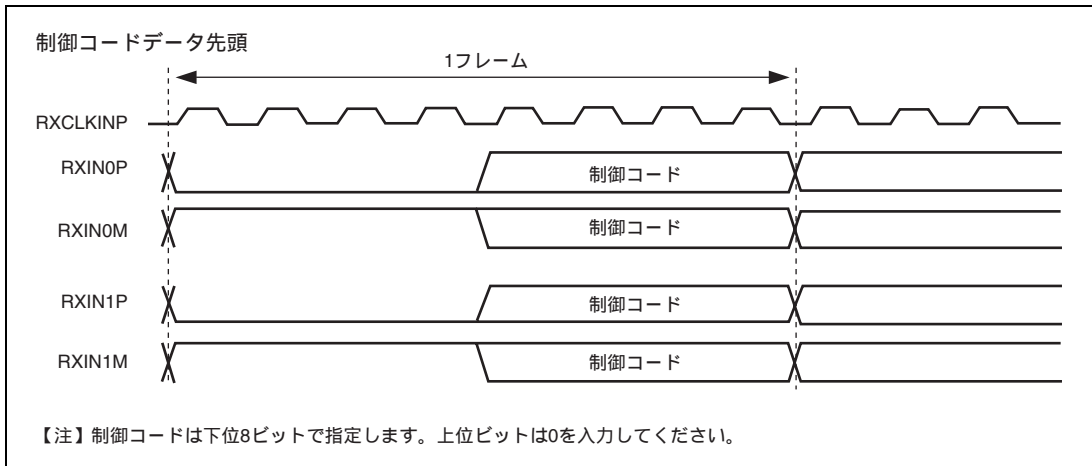 制御コードデータ先頭
1フレーム
RXCLKINP
RXIN0P
制御コード
RXIN0M
制御コード
RXIN1P
制御コード
RXIN1M
制御コード
【注】制御コードは下位8ビットで指定します。上位ビットは0を入力してください。